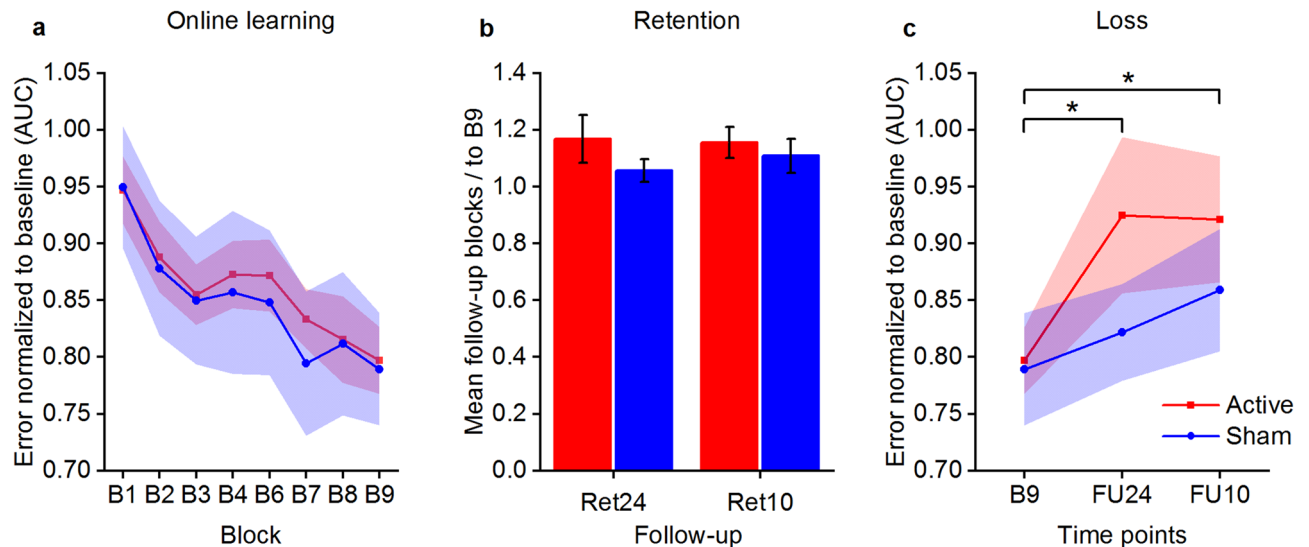 a
Online learning
Error normalized to baseline (AUC)
1.05
1.00
0.95
0.90
0.85
0.80
0.75
0.70
B1
B2
B3
B4
B6
B7
B8
B9
Block
b
Retention
Mean follow-up blocks / to B9
1.4
1.2
1.0
0.8
0.6
0.4
0.2
0.0
Ret24
Ret10
Follow-up
c
Loss
Error normalized to baseline (AUC)
1.05
1.00
0.95
0.90
0.85
0.80
0.75
0.70
*
*
Active
Sham
B9
FU24
FU10
Time points